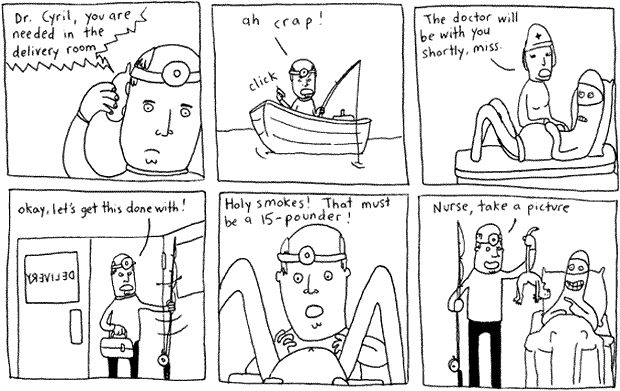 Dr. Cyril, you are
needed in the
delivery room
ah crap!
click
The doctor will
be with you
shortly, miss.
okay, let's get this done with!
DELIVERY
Holy smokes! That must
be a 15-pounder!
Nurse, take a picture